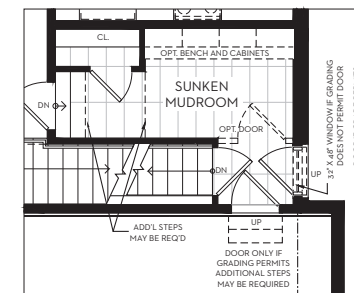 CL.
OPT. BENCH AND CABINETS
SUNKEN
MUDROOM
DN
OPT. DOOR
DN
UP
32" X 48" WINDOW IF GRADING
DOES NOT PERMIT DOOR
ADD'L STEPS
MAY BE REQ'D
UP
DOOR ONLY IF
GRADING PERMITS
ADDITIONAL STEPS
MAY BE REQUIRED